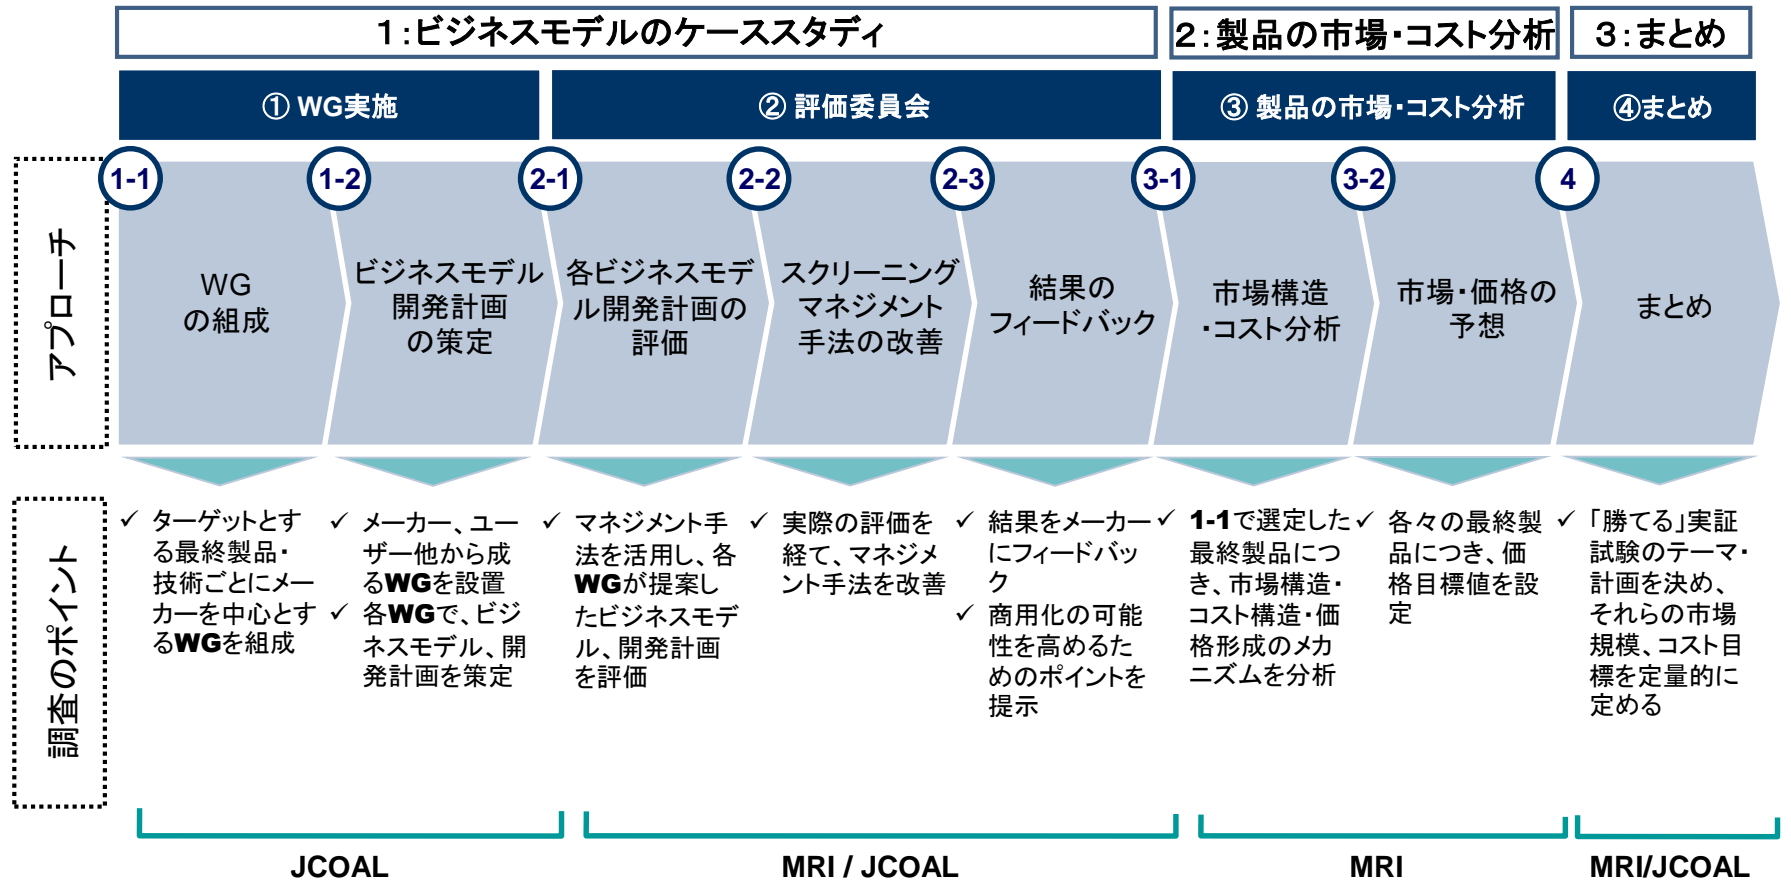 1:ビジネスモデルのケーススタディ
2:製品の市場・コスト分析
3:まとめ
① WG実施
② 評価委員会
③ 製品の市場・コスト分析
④まとめ
アプローチ
1-1
1-2
2-1
2-2
2-3
3-1
3-2
4
WG
の組成
ビジネスモデル
開発計画
の策定
各ビジネスモデ
ル開発計画の
評価
スクリーニング
マネジメント
手法の改善
結果の
フィードバック
市場構造
・コスト分析
市場・価格の
予想
まとめ
調査のポイント
✓ ターゲットとす
る最終製品・
技術ごとにメー
カーを中心とす
るWGを組成
✓ メーカー、ユー
ザー他から成
るWGを設置
✓ 各WGで、ビジ
ネスモデル、開
発計画を策定
✓ マネジメント手
法を活用し、各
WGが提案し
たビジネスモデ
ル、開発計画
を評価
✓ 実際の評価を
経て、マネジメ
ント手法を改善
✓ 結果をメーカー
にフィードバッ
ク
✓ 商用化の可能
性を高めるた
めのポイントを
提示
✓ 1-1で選定した
最終製品につ
き、市場構造・
コスト構造・価
格形成のメカ
ニズムを分析
✓ 各々の最終製
品につき、価
格目標値を設
定
✓ 「勝てる」実証
試験のテーマ・
計画を決め、
それらの市場
規模、コスト目
標を定量的に
定める
JCOAL
MRI / JCOAL
MRI
MRI/JCOAL